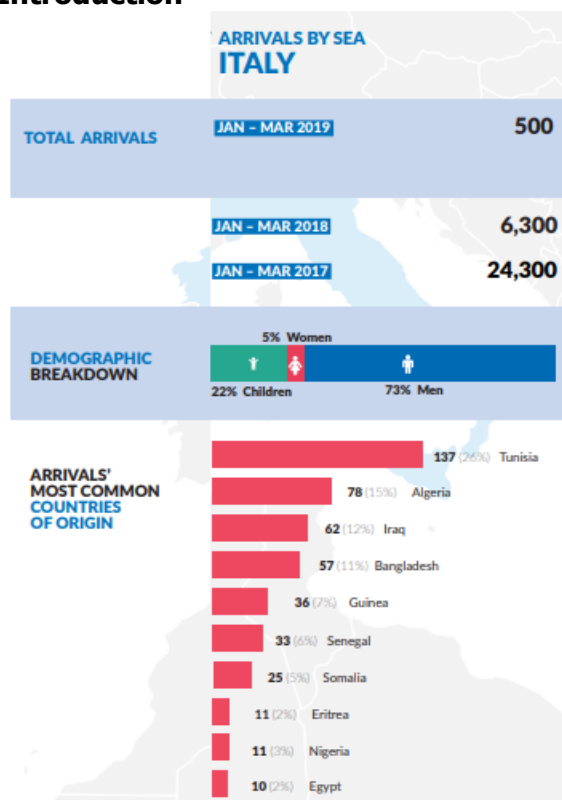 Introduction
ARRIVALS BY SEA
ITALY
TOTAL ARRIVALS
JAN – MAR 2019 500
JAN – MAR 2018 6,300
JAN – MAR 2017 24,300
DEMOGRAPHIC
BREAKDOWN
5% Women
22% Children 73% Men
ARRIVALS'
MOST COMMON
COUNTRIES
OF ORIGIN
137 (26%) Tunisia
78 (15%) Algeria
62 (12%) Iraq
57 (11%) Bangladesh
36 (7%) Guinea
33 (6%) Senegal
25 (5%) Somalia
11 (2%) Eritrea
11 (3%) Nigeria
10 (2%) Egypt